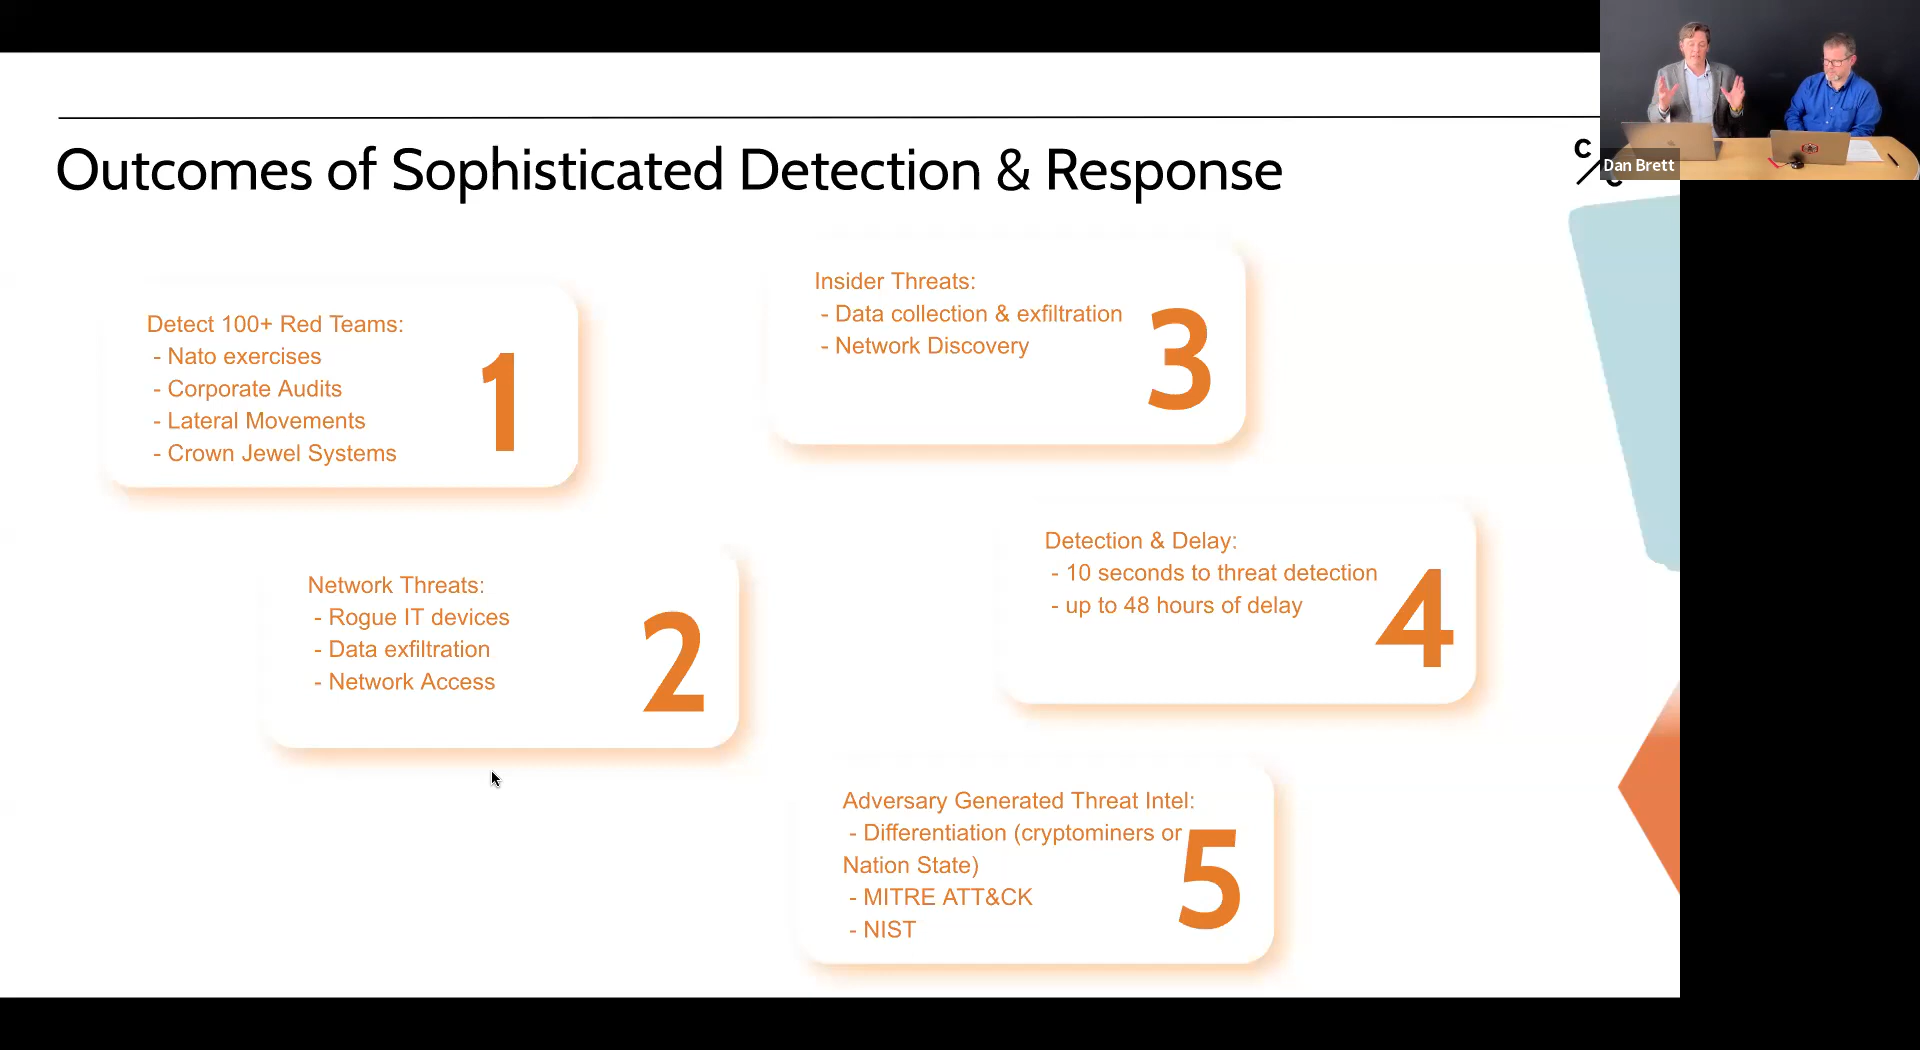 Outcomes of Sophisticated Detection & Response
C
C
Dan Brett
Detect 100+ Red Teams:
- Nato exercises
- Corporate Audits
- Lateral Movements
- Crown Jewel Systems
1
Network Threats:
- Rogue IT devices
- Data exfiltration
- Network Access
2
Insider Threats:
- Data collection & exfiltration
- Network Discovery
3
Detection & Delay:
- 10 seconds to threat detection
- up to 48 hours of delay
4
Adversary Generated Threat Intel:
- Differentiation (cryptominers or
Nation State)
- MITRE ATT&CK
- NIST
5